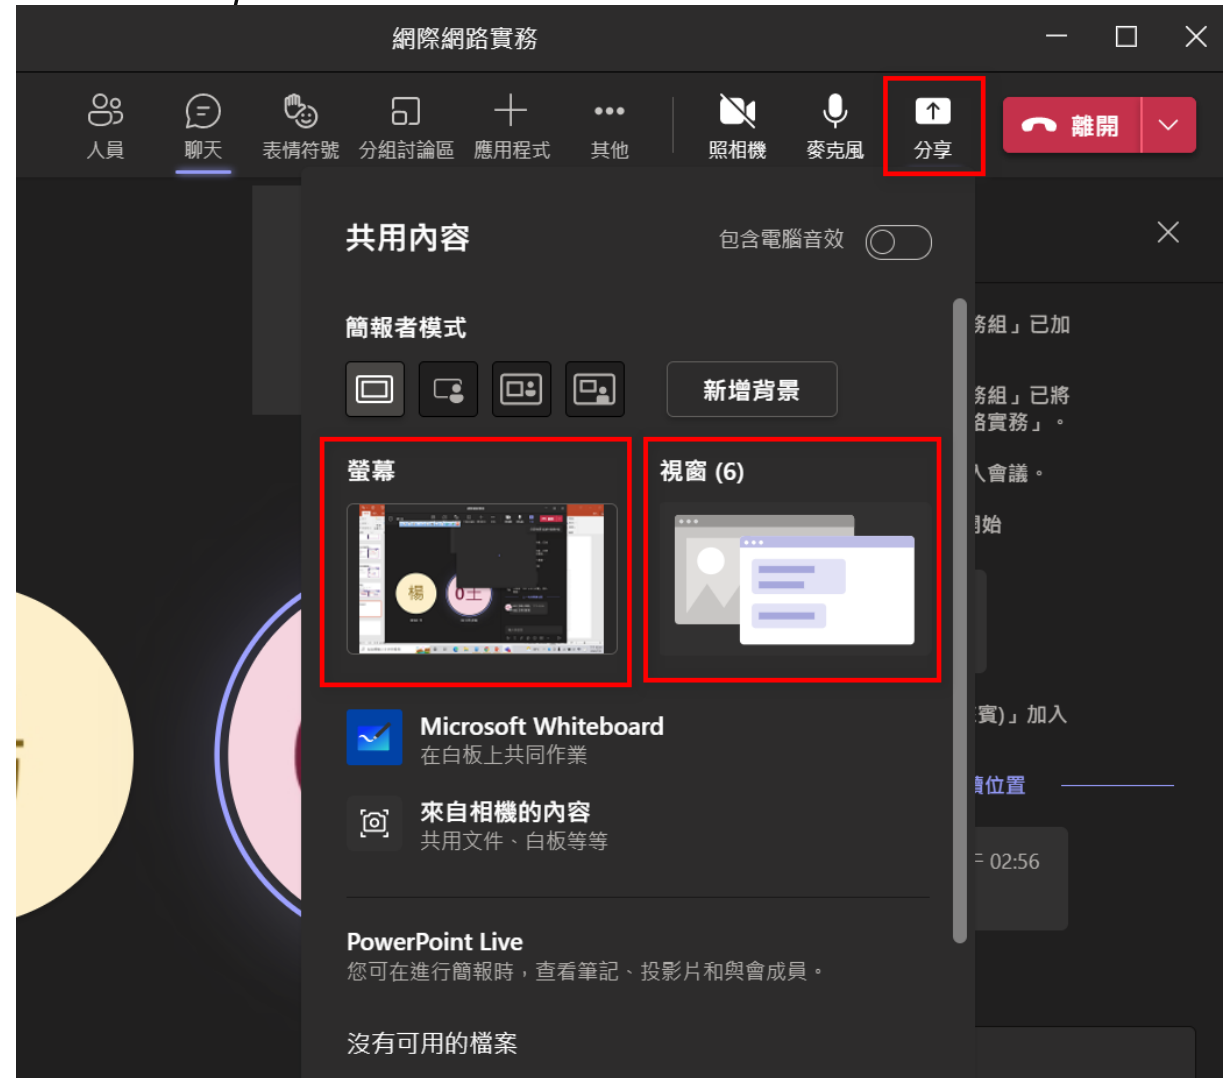 網際網路實務
人員
聊天
表情符號
分組討論區
應用程式
其他
照相機
麥克風
分享
離開
共用內容
包含電腦音效
簡報者模式
新增背景
螢幕
視窗 (6)
楊
0王
Microsoft Whiteboard
在白板上共同作業
來自相機的內容
共用文件、白板等等
PowerPoint Live
您可在進行簡報時，查看筆記、投影片和與會成員。
沒有可用的檔案
務組」已加
務組」已將
路實務」。
入會議。
開始
賓)」加入
讀位置
午 02:56